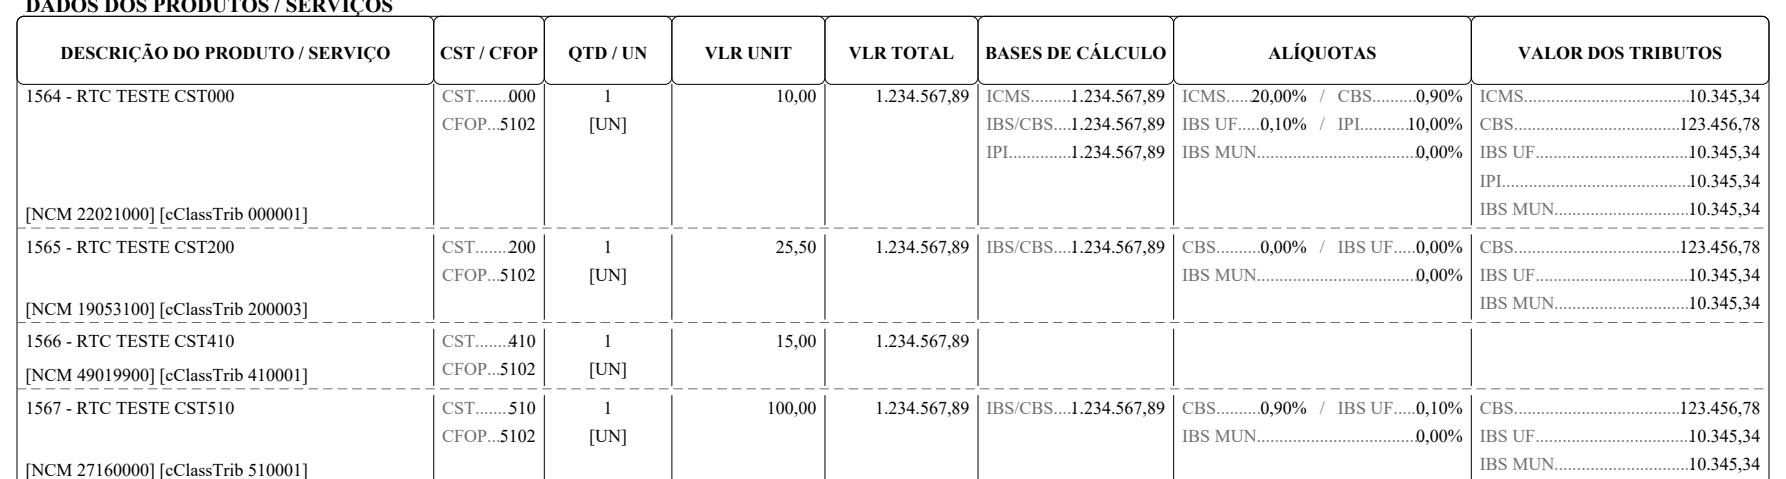 DADOS DOS PRODUTOS / SERVIÇOS
DESCRIÇÃO DO PRODUTO / SERVIÇO CST / CFOP QTD / UN VLR UNIT VLR TOTAL BASES DE CÁLCULO ALÍQUOTAS VALOR DOS TRIBUTOS
1564 - RTC TESTE CST000 CST.......000 1 10,00 1.234.567,89 ICMS.........1.234.567,89 ICMS.....20,00% / CBS..........0,90% ICMS.......................................10.345,34
CFOP...5102 [UN] IBS/CBS....1.234.567,89 IBS UF.....0,10% / IPI..........10,00% CBS.......................................123.456,78
IPI..............1.234.567,89 IBS MUN.....................................0,00% IBS UF.....................................10.345,34
IPI............................................10.345,34
[NCM 22021000] [cClassTrib 000001] IBS MUN................................10.345,34
1565 - RTC TESTE CST200 CST.......200 1 25,50 1.234.567,89 IBS/CBS....1.234.567,89 CBS..........0,00% / IBS UF.....0,00% CBS.......................................123.456,78
CFOP...5102 [UN] IBS MUN.....................................0,00% IBS UF.....................................10.345,34
[NCM 19053100] [cClassTrib 200003] IBS MUN................................10.345,34
1566 - RTC TESTE CST410 CST.......410 1 15,00 1.234.567,89
[NCM 49019900] [cClassTrib 410001] CFOP...5102 [UN]
1567 - RTC TESTE CST510 CST.......510 1 100,00 1.234.567,89 IBS/CBS....1.234.567,89 CBS..........0,90% / IBS UF.....0,10% CBS.......................................123.456,78
CFOP...5102 [UN] IBS MUN.....................................0,00% IBS UF.....................................10.345,34
[NCM 27160000] [cClassTrib 510001] IBS MUN................................10.345,34